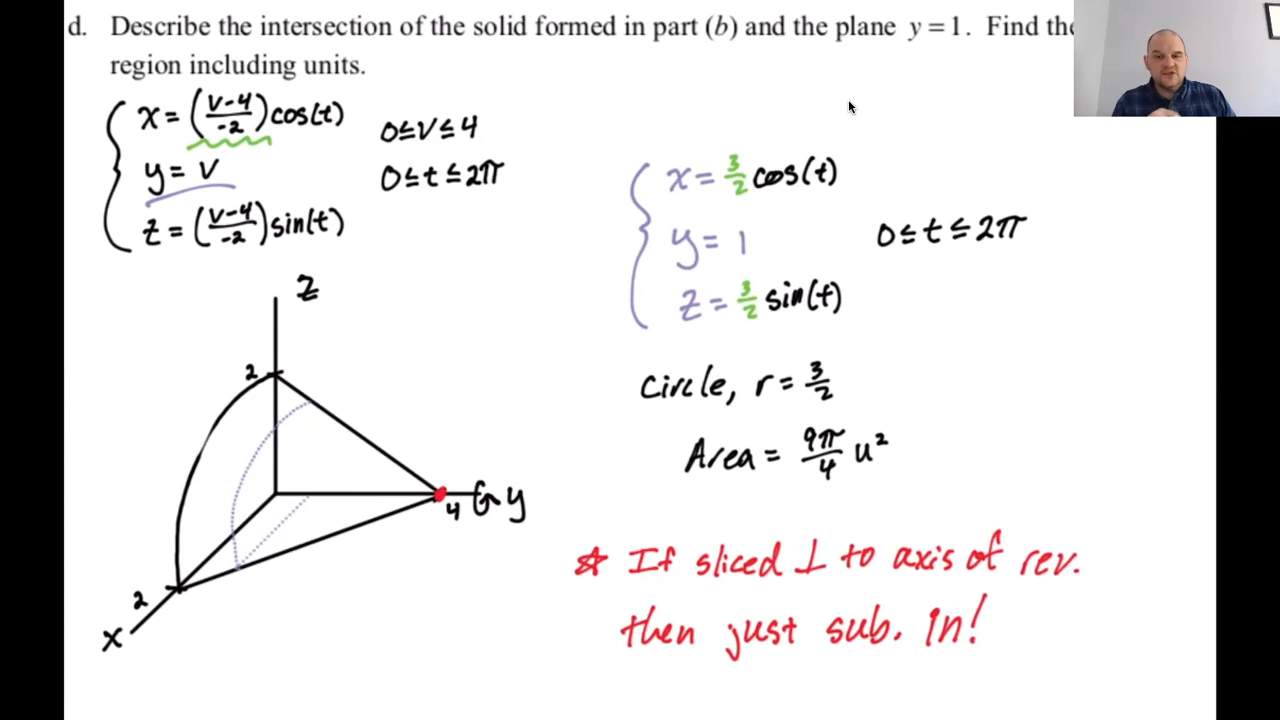 d. Describe the intersection of the solid formed in part (b) and the plane y = 1. Find the
region including units.
x = (v-4/-2) cos(t)
0 ≤ v ≤ 4
y = v
0 ≤ t ≤ 2π
z = (v-4/-2) sin(t)
x = 3/2 cos(t)
y = 1
0 ≤ t ≤ 2π
z = 3/2 sin(t)
z
2
4
y
2
x
Circle, r = 3/2
Area = 9π/4 u²
☆ If sliced ⊥ to axis of rev.
then just sub. in!